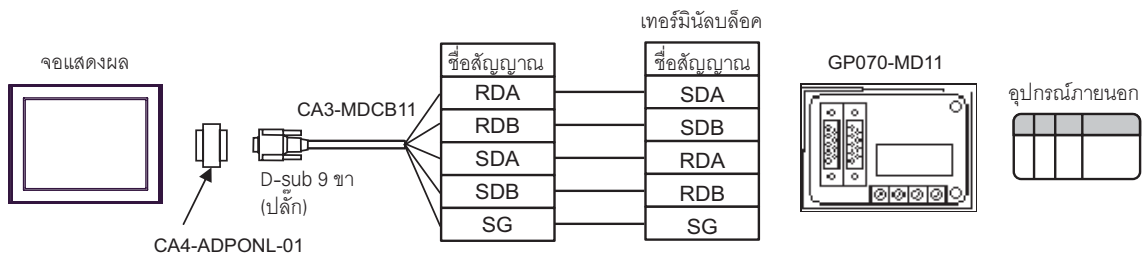 เทอร์มินัลบล็อค
จอแสดงผล
ชื่อสัญญาณ
ชื่อสัญญาณ
GP070-MD11
อุปกรณ์ภายนอก
CA3-MDCB11
RDA
SDA
RDB
SDB
SDA
RDA
D-sub 9 ขา
(ปลั๊ก)
SDB
RDB
SG
SG
CA4-ADPONL-01